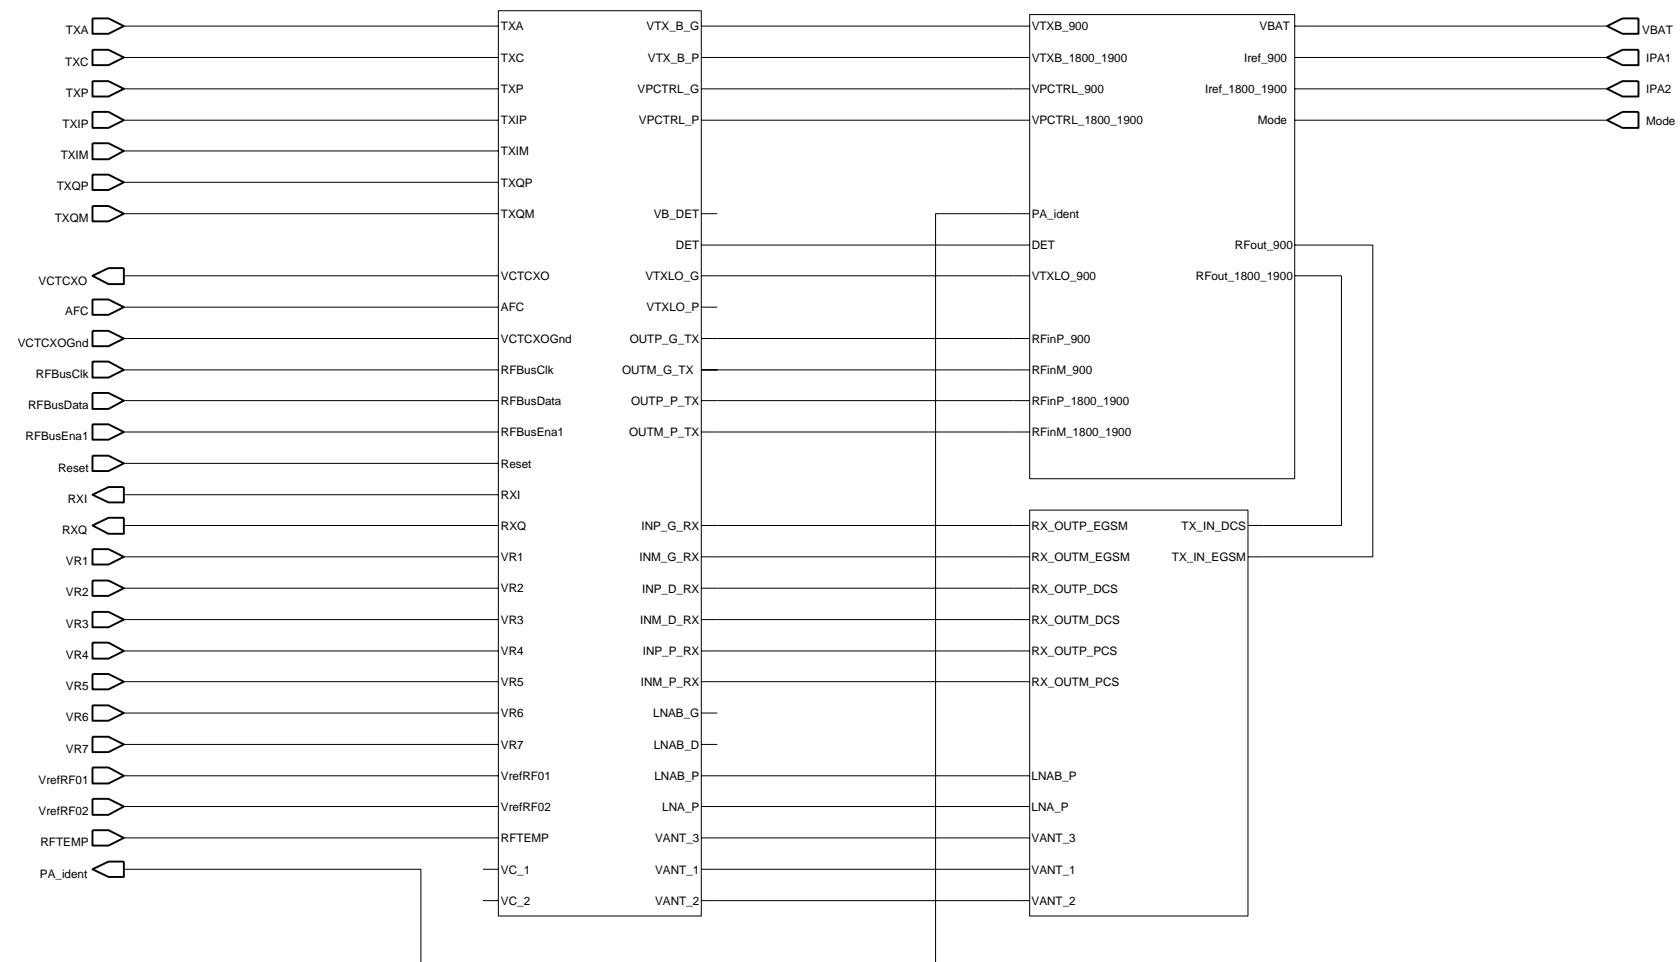 TXA TXA VTX_B_G VTXB_900 VBAT VBAT
TXC TXC VTX_B_P VTXB_1800_1900 Iref_900 IPA1
TXP TXP VPCTRL_G VPCTRL_900 Iref_1800_1900 IPA2
TXIP TXIP VPCTRL_P VPCTRL_1800_1900 Mode Mode
TXIM TXIM
TXQP TXQP
TXQM TXQM VB_DET PA_ident
DET DET RFout_900
VCTCXO VCTCXO VTXLO_G VTXLO_900 RFout_1800_1900
AFC AFC VTXLO_P
VCTCXOGnd VCTCXOGnd OUTP_G_TX RFinP_900
RFBusClk RFBusClk OUTM_G_TX RFinM_900
RFBusData RFBusData OUTP_P_TX RFinP_1800_1900
RFBusEna1 RFBusEna1 OUTM_P_TX RFinM_1800_1900
Reset Reset
RXI RXI
RXQ RXQ INP_G_RX RX_OUTP_EGSM TX_IN_DCS
VR1 VR1 INM_G_RX RX_OUTM_EGSM TX_IN_EGSM
VR2 VR2 INP_D_RX RX_OUTP_DCS
VR3 VR3 INM_D_RX RX_OUTM_DCS
VR4 VR4 INP_P_RX RX_OUTP_PCS
VR5 VR5 INM_P_RX RX_OUTM_PCS
VR6 VR6 LNAB_G
VR7 VR7 LNAB_D
VrefRF01 VrefRF01 LNAB_P LNAB_P
VrefRF02 VrefRF02 LNA_P LNA_P
RFTEMP RFTEMP VANT_3 VANT_3
PA_ident VC_1 VANT_1 VANT_1
VC_2 VANT_2 VANT_2